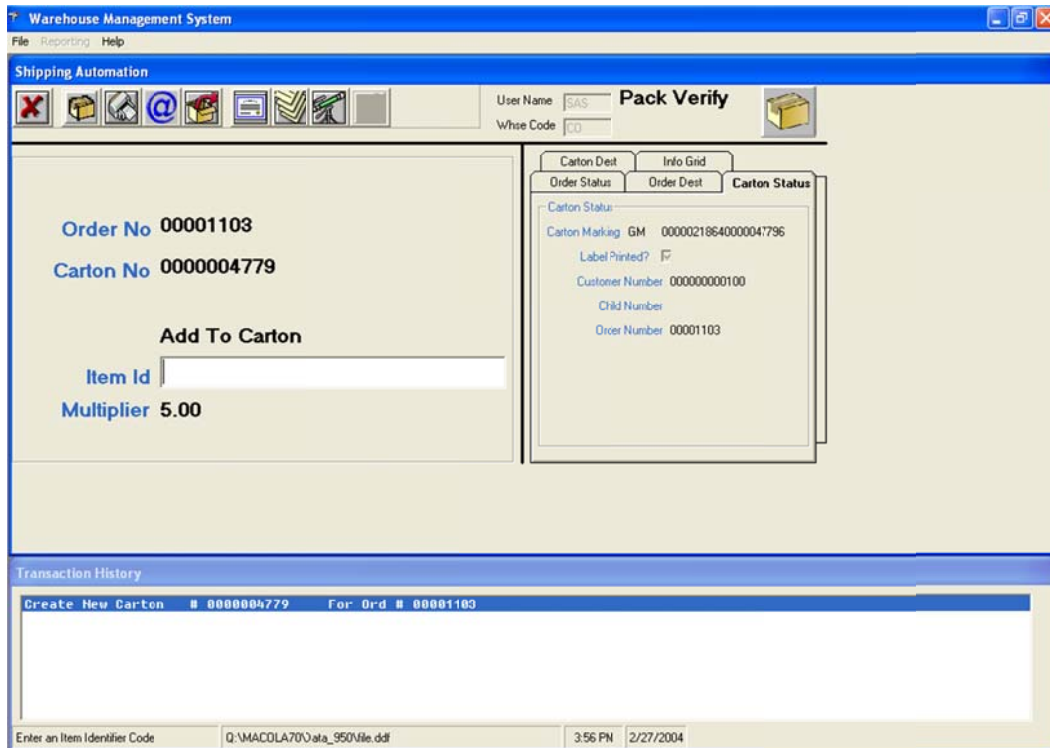 Warehouse Management System
File Reporting Help
Shipping Automation
User Name SAS Pack Verify
Whse Code CO
Carton Dest Info Grid
Order Status Order Dest Carton Status
Order No 00001103
Carton No 0000004779
Add To Carton
Item Id
Multiplier 5.00
Carton Status
Carton Marking GM 00000218640000047796
Label Printed?
Customer Number 000000000100
Child Number
Order Number 00001103
Transaction History
Create New Carton # 0000004779 For Ord # 00001103
Enter an Item Identifier Code Q:\MACOLA70\Data_950\file.ddf 3:56 PM 2/27/2004